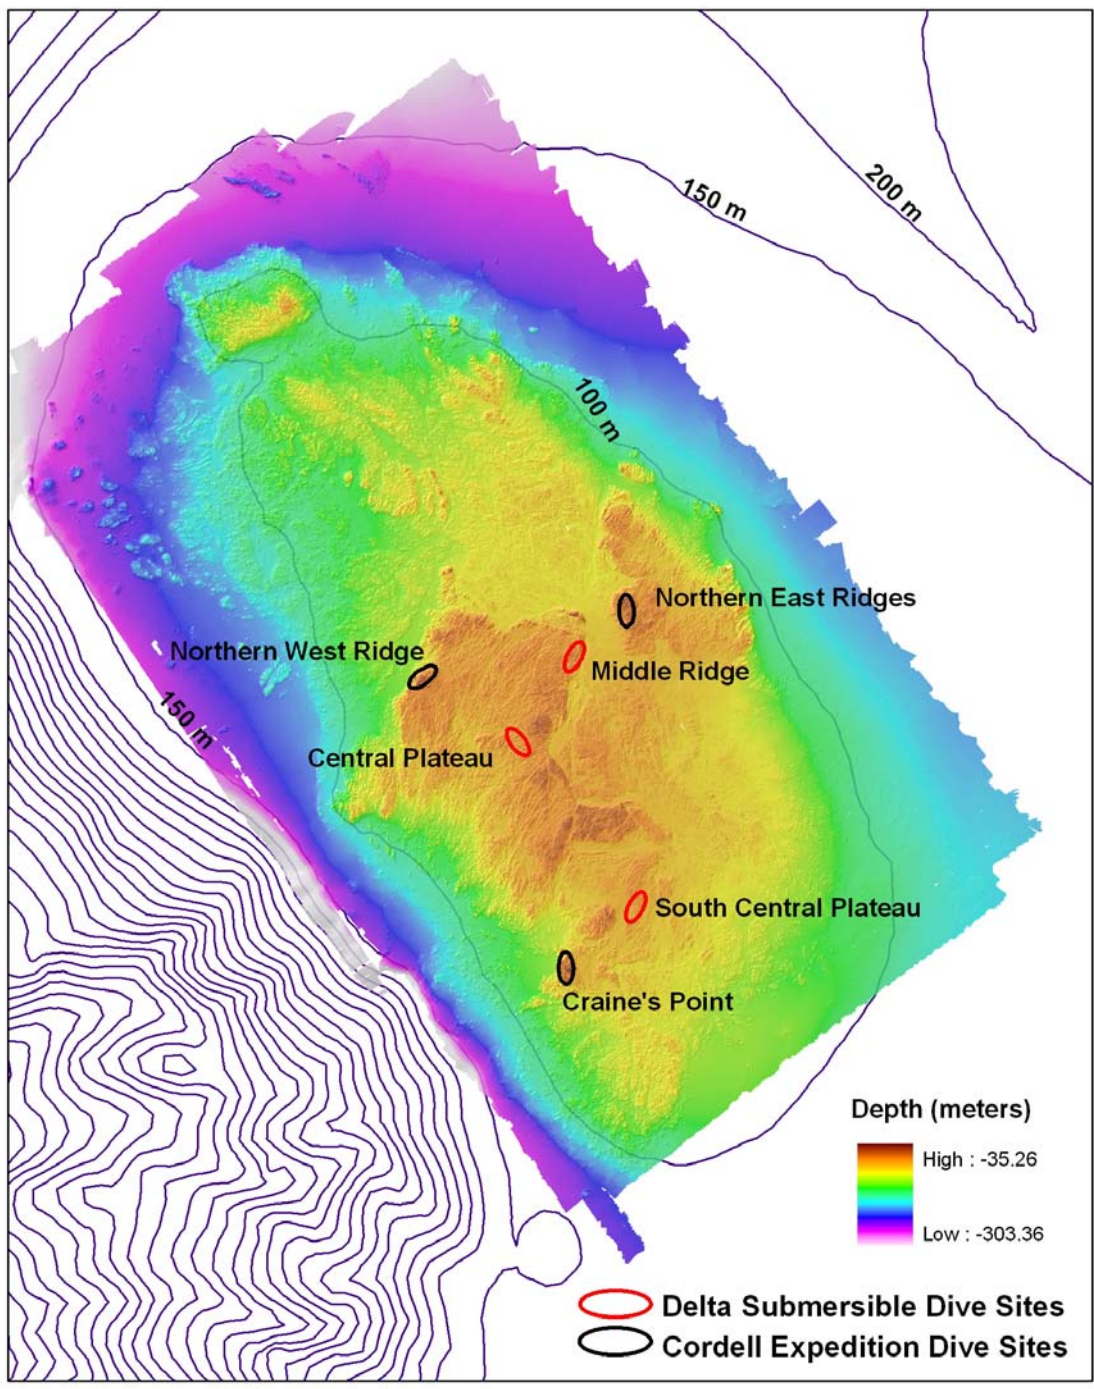 150 m
200 m
100 m
Northern East Ridges
Northern West Ridge
Middle Ridge
150 m
Central Plateau
South Central Plateau
Craine's Point
Depth (meters)
High : -35.26
Low : -303.36
Delta Submersible Dive Sites
Cordell Expedition Dive Sites